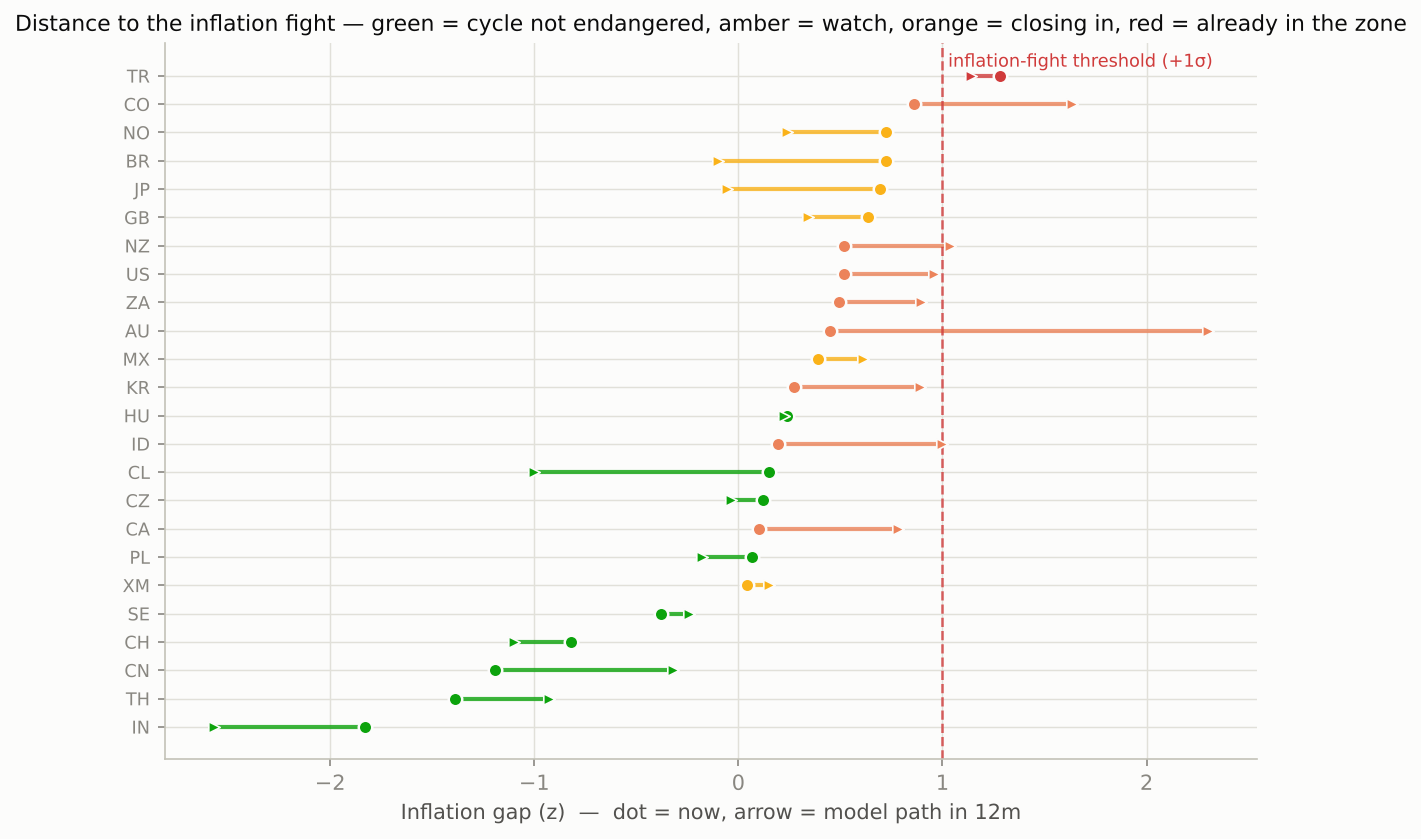 Distance to the inflation fight — green = cycle not endangered, amber = watch, orange = closing in, red = already in the zone
inflation-fight threshold (+1σ)
TR
CO
NO
BR
JP
GB
NZ
US
ZA
AU
MX
KR
HU
ID
CL
CZ
CA
PL
XM
SE
CH
CN
TH
IN
−2 −1 0 1 2
Inflation gap (z) — dot = now, arrow = model path in 12m